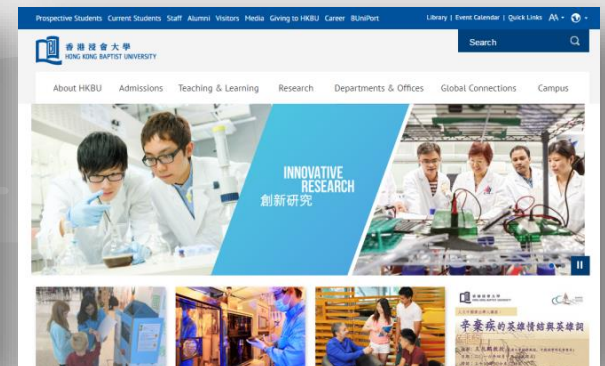 Prospective Students Current Students Staff Alumni Visitors Media Giving to HKBU Career BUniPort
Library | Event Calendar | Quick Links AA
香港浸會大學
HONG KONG BAPTIST UNIVERSITY
Search
About HKBU Admissions Teaching & Learning Research Departments & Offices Global Connections Campus
INNOVATIVE
RESEARCH
創新研究
香港浸會大學
辛棄疾的英雄情結與英雄詞